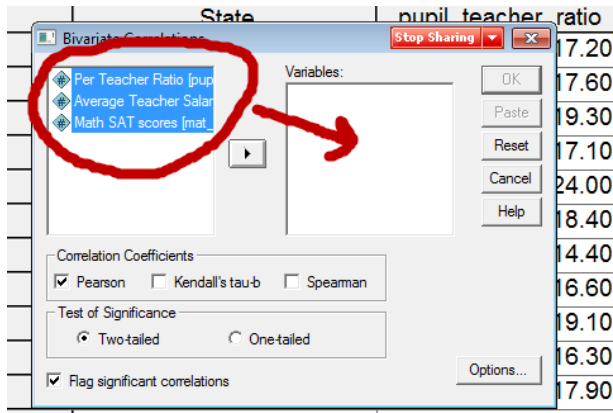 State pupil_teacher_ratio
Bivariate Correlations Stop Sharing
17.20
Per Teacher Ratio [pup Variables: OK
17.60
Average Teacher Salar Paste
Math SAT scores [mat_
19.30
Reset
17.10
Cancel
24.00
Help
18.40
Correlation Coefficients
14.40
Pearson Kendall's tau-b Spearman
16.60
Test of Significance
19.10
Two-tailed One-tailed
16.30
Flag significant correlations Options...
17.90